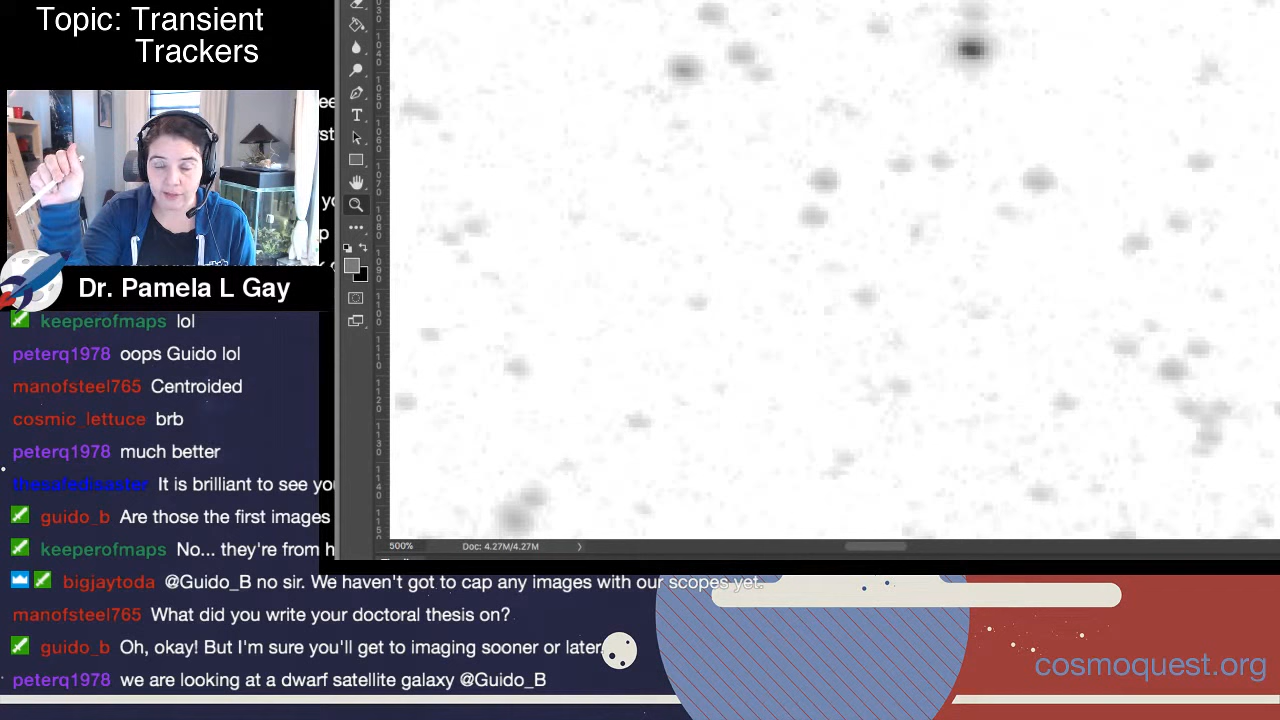 Topic: Transient
Trackers
Dr. Pamela L Gay
keeperofmaps lol
peterq1978 oops Guido lol
manofsteel765 Centroided
cosmic_lettuce brb
peterq1978 much better
thesafedisaster It is brilliant to see
guido_b Are those the first images
keeperofmaps No... they're from
bigjaytoda @Guido_B no sir. We haven't got to cap any images with our scopes yet.
manofsteel765 What did you write your doctoral thesis on?
guido_b Oh, okay! But I'm sure you'll get to imaging sooner or later.
peterq1978 we are looking at a dwarf satellite galaxy @Guido_B
500% Doc: 4.27M/4.27M
cosmoquest.org